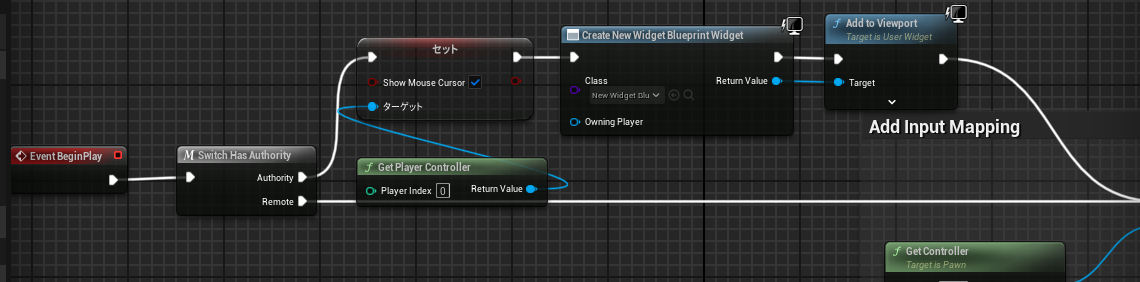 Event BeginPlay
Switch Has Authority
Authority
Remote
セット
Show Mouse Cursor
ターゲット
Get Player Controller
Player Index 0
Return Value
Create New Widget Blueprint Widget
Class
New Widget Blu
Return Value
Owning Player
Add to Viewport
Target is User Widget
Target
Add Input Mapping
Get Controller
Target is Pawn